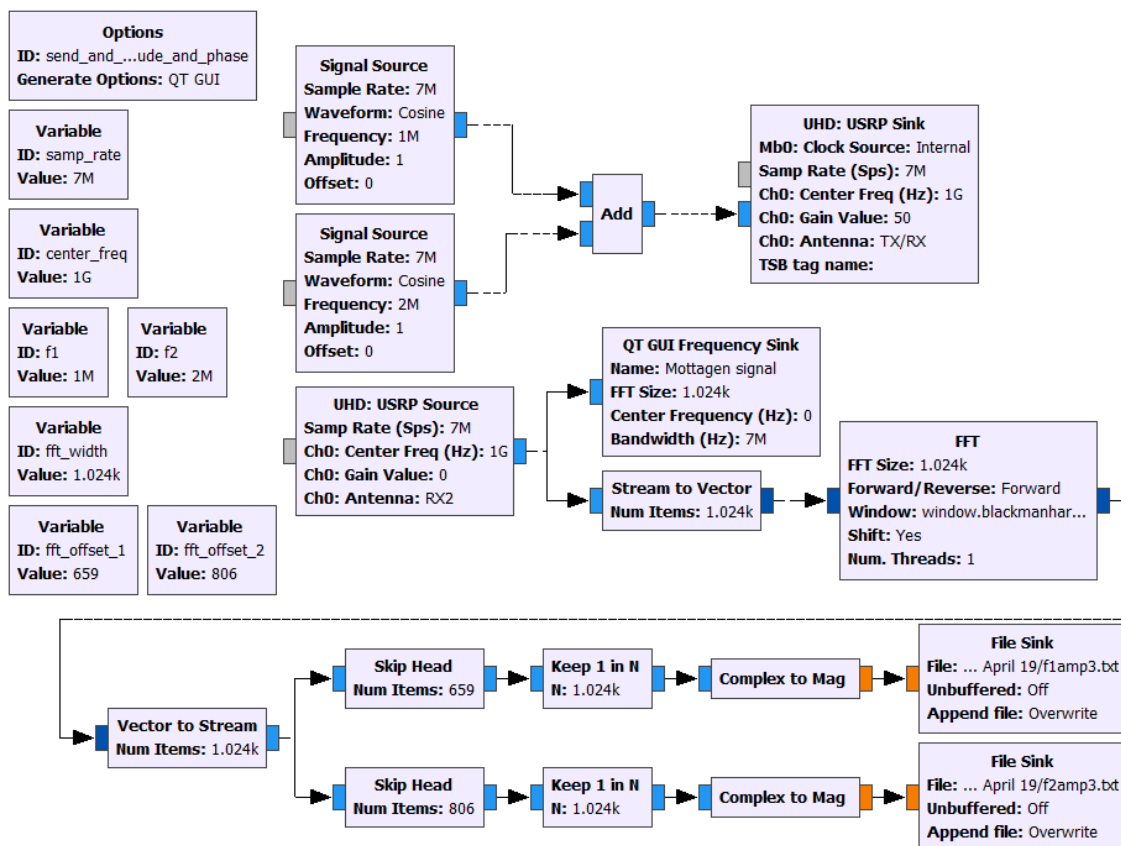 Options
ID: send_and_...ude_and_phase
Generate Options: QT GUI
Variable
ID: samp_rate
Value: 7M
Variable
ID: center_freq
Value: 1G
Variable
ID: f1
Value: 1M
Variable
ID: f2
Value: 2M
Variable
ID: fft_width
Value: 1.024k
Variable
ID: fft_offset_1
Value: 659
Variable
ID: fft_offset_2
Value: 806
Signal Source
Sample Rate: 7M
Waveform: Cosine
Frequency: 1M
Amplitude: 1
Offset: 0
Signal Source
Sample Rate: 7M
Waveform: Cosine
Frequency: 2M
Amplitude: 1
Offset: 0
Add
UHD: USRP Sink
Mb0: Clock Source: Internal
Samp Rate (Sps): 7M
Ch0: Center Freq (Hz): 1G
Ch0: Gain Value: 50
Ch0: Antenna: TX/RX
TSB tag name:
UHD: USRP Source
Samp Rate (Sps): 7M
Ch0: Center Freq (Hz): 1G
Ch0: Gain Value: 0
Ch0: Antenna: RX2
QT GUI Frequency Sink
Name: Mottagen signal
FFT Size: 1.024k
Center Frequency (Hz): 0
Bandwidth (Hz): 7M
Stream to Vector
Num Items: 1.024k
FFT
FFT Size: 1.024k
Forward/Reverse: Forward
Window: window.blackmanhar...
Shift: Yes
Num. Threads: 1
Vector to Stream
Num Items: 1.024k
Skip Head
Num Items: 659
Keep 1 in N
N: 1.024k
Complex to Mag
File Sink
File: ... April 19/f1amp3.txt
Unbuffered: Off
Append file: Overwrite
Skip Head
Num Items: 806
Keep 1 in N
N: 1.024k
Complex to Mag
File Sink
File: ... April 19/f2amp3.txt
Unbuffered: Off
Append file: Overwrite